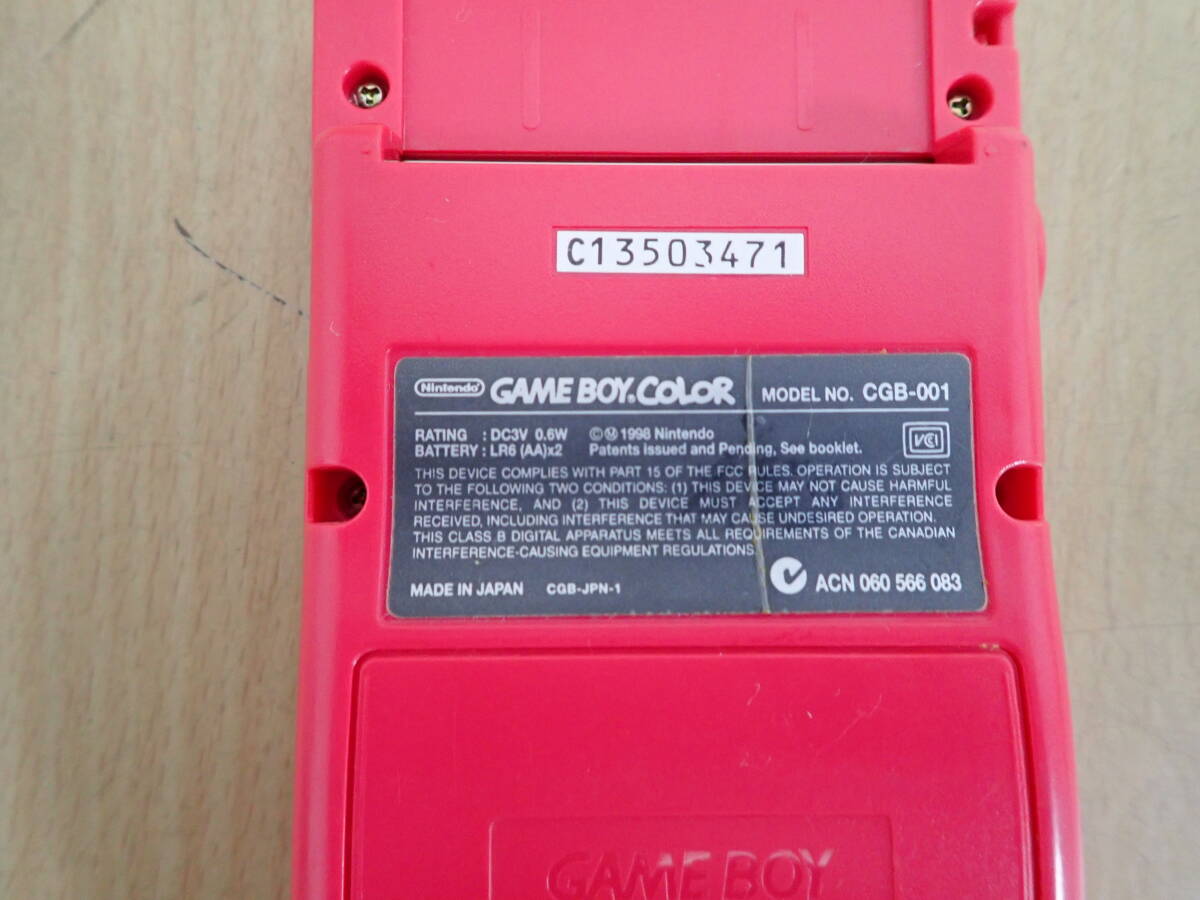 C13503471
Nintendo GAME BOY COLOR MODEL NO. CGB-001
RATING : DC3V 0.6W ©Ⓜ 1998 Nintendo
BATTERY : LR6 (AA)x2 Patents issued and Pending, See booklet.
VCI
THIS DEVICE COMPLIES WITH PART 15 OF THE FCC RULES. OPERATION IS SUBJECT
TO THE FOLLOWING TWO CONDITIONS: (1) THIS DEVICE MAY NOT CAUSE HARMFUL
INTERFERENCE, AND (2) THIS DEVICE MUST ACCEPT ANY INTERFERENCE
RECEIVED, INCLUDING INTERFERENCE THAT MAY CAUSE UNDESIRED OPERATION.
THIS CLASS B DIGITAL APPARATUS MEETS ALL REQUIREMENTS OF THE CANADIAN
INTERFERENCE-CAUSING EQUIPMENT REGULATIONS.
MADE IN JAPAN CGB-JPN-1 ACN 060 566 083
GAME BOY